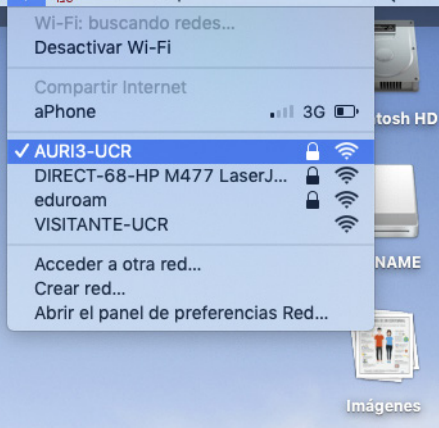 Wi-Fi: buscando redes...
Desactivar Wi-Fi
Compartir Internet
aPhone 3G
✓ AURI3-UCR
DIRECT-68-HP M477 LaserJ...
eduroam
VISITANTE-UCR
Acceder a otra red...
Crear red...
Abrir el panel de preferencias Red...
tosh HD
NAME
Imágenes